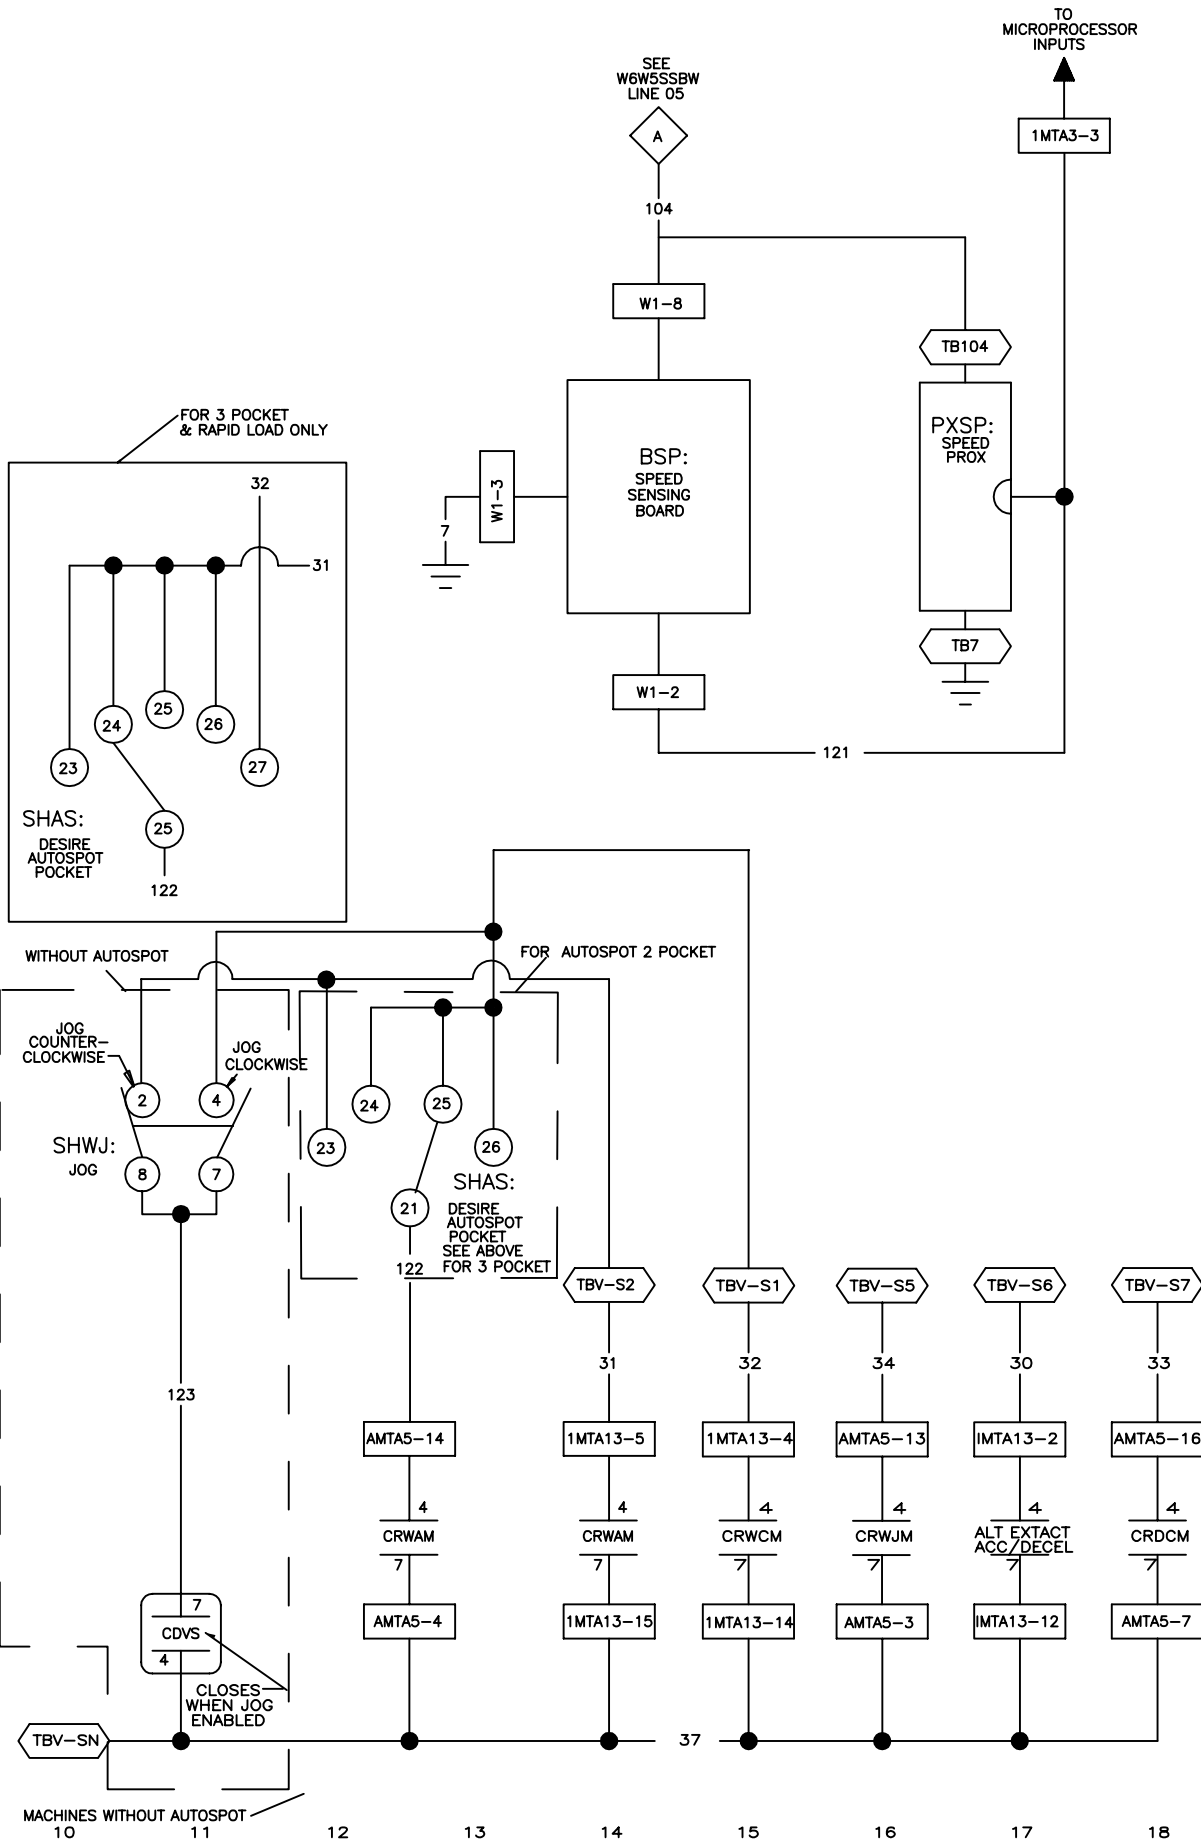 TO
MICROPROCESSOR
INPUTS
SEE
W6W5SSBW
LINE 05
A
1MTA3-3
104
W1-8
TB104
FOR 3 POCKET
& RAPID LOAD ONLY
PXSP:
SPEED
PROX
BSP:
SPEED
SENSING
BOARD
W1-3
7
32
31
TB7
W1-2
25
24
26
23
27
121
SHAS:
25
DESIRE
AUTOSPOT
POCKET
122
WITHOUT AUTOSPOT
FOR AUTOSPOT 2 POCKET
JOG
COUNTER-
CLOCKWISE
JOG
CLOCKWISE
2
4
24
25
SHWJ:
JOG
23
26
8
7
SHAS:
21
DESIRE
AUTOSPOT
POCKET
SEE ABOVE
FOR 3 POCKET
122
TBV-S2
TBV-S1
TBV-S5
TBV-S6
TBV-S7
31
32
34
30
33
123
AMTA5-14
1MTA13-5
1MTA13-4
AMTA5-13
IMTA13-2
AMTA5-16
4
4
4
4
4
4
CRWAM
CRWAM
CRWCM
CRWJM
ALT EXTACT
ACC/DECEL
CRDCM
7
7
7
7
7
7
7
CDVS
4
AMTA5-4
1MTA13-15
1MTA13-14
AMTA5-3
IMTA13-12
AMTA5-7
CLOSES
WHEN JOG
ENABLED
TBV-SN
37
MACHINES WITHOUT AUTOSPOT
10 11 12 13 14 15 16 17 18